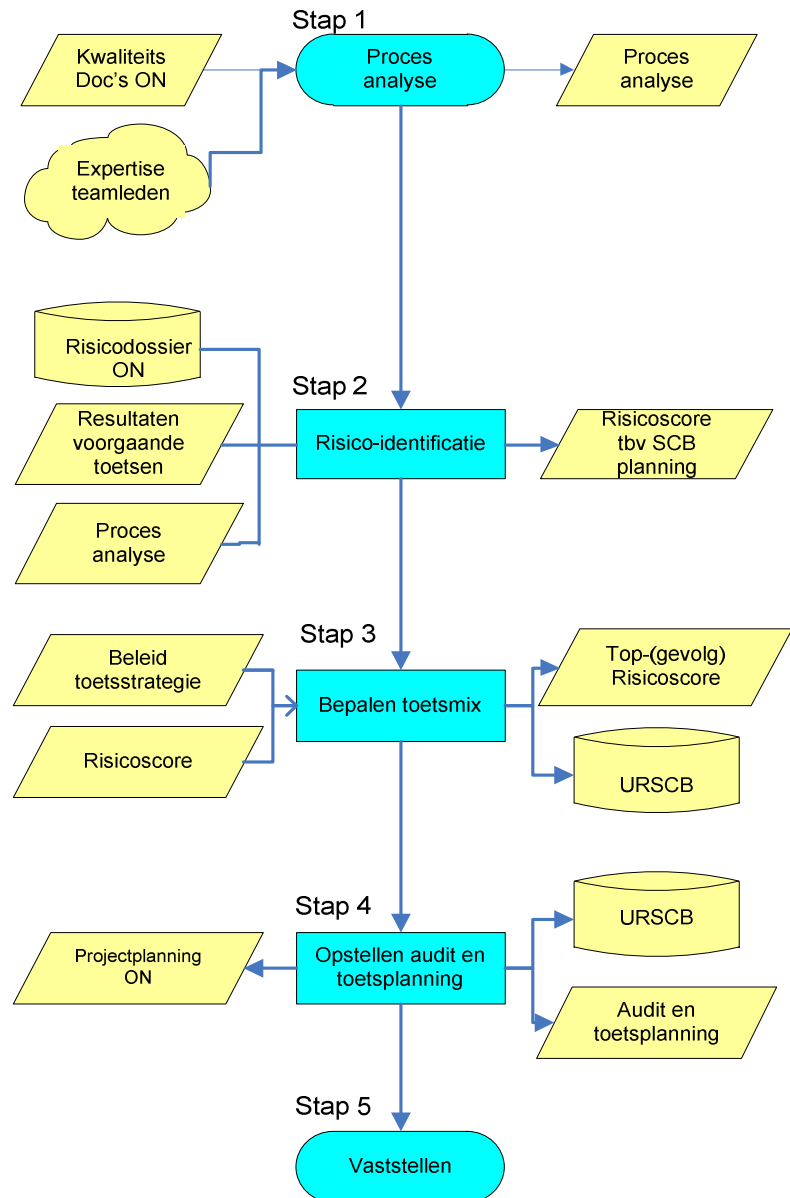 Stap 1
Kwaliteits
Doc's ON
Proces
analyse
Proces
analyse
Expertise
teamleden
Risicodossier
ON
Stap 2
Resultaten
voorgaande
toetsen
Risico-identificatie
Risicoscore
tbv SCB
planning
Proces
analyse
Stap 3
Beleid
toetsstrategie
Bepalen toetsmix
Top-(gevolg)
Risicoscore
Risicoscore
URSCB
Stap 4
URSCB
Projectplanning
ON
Opstellen audit en
toetsplanning
Audit en
toetsplanning
Stap 5
Vaststellen